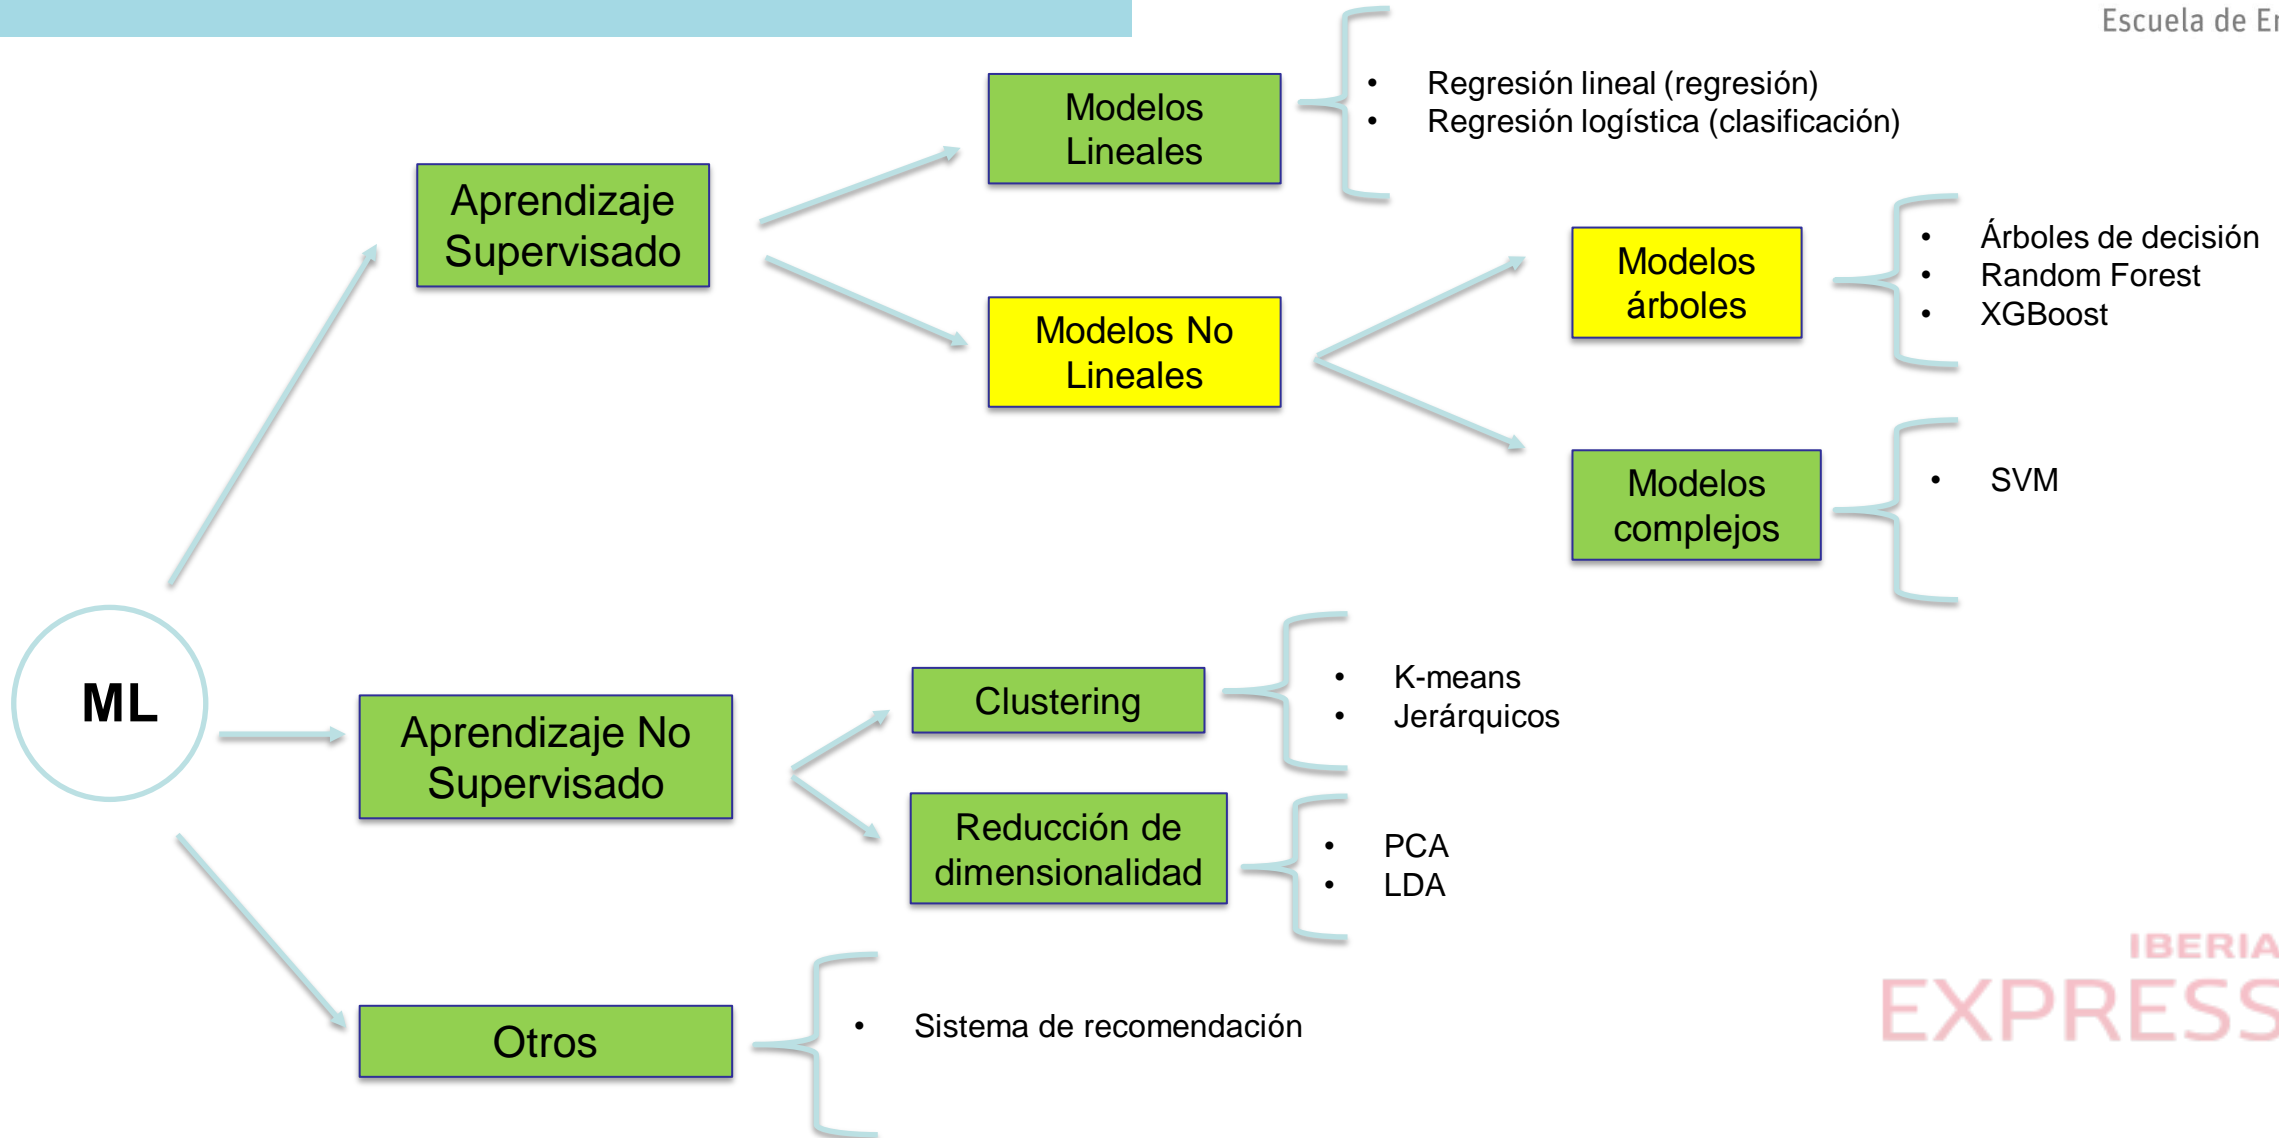 Escuela de
Modelos
Lineales
• Regresión lineal (regresión)
• Regresión logística (clasificación)
Aprendizaje
Supervisado
Modelos No
Lineales
Modelos
árboles
• Árboles de decisión
• Random Forest
• XGBoost
Modelos
complejos
• SVM
ML
Aprendizaje No
Supervisado
Clustering
• K-means
• Jerárquicos
Reducción de
dimensionalidad
• PCA
• LDA
Otros
• Sistema de recomendación
IBERIA
EXPRESS